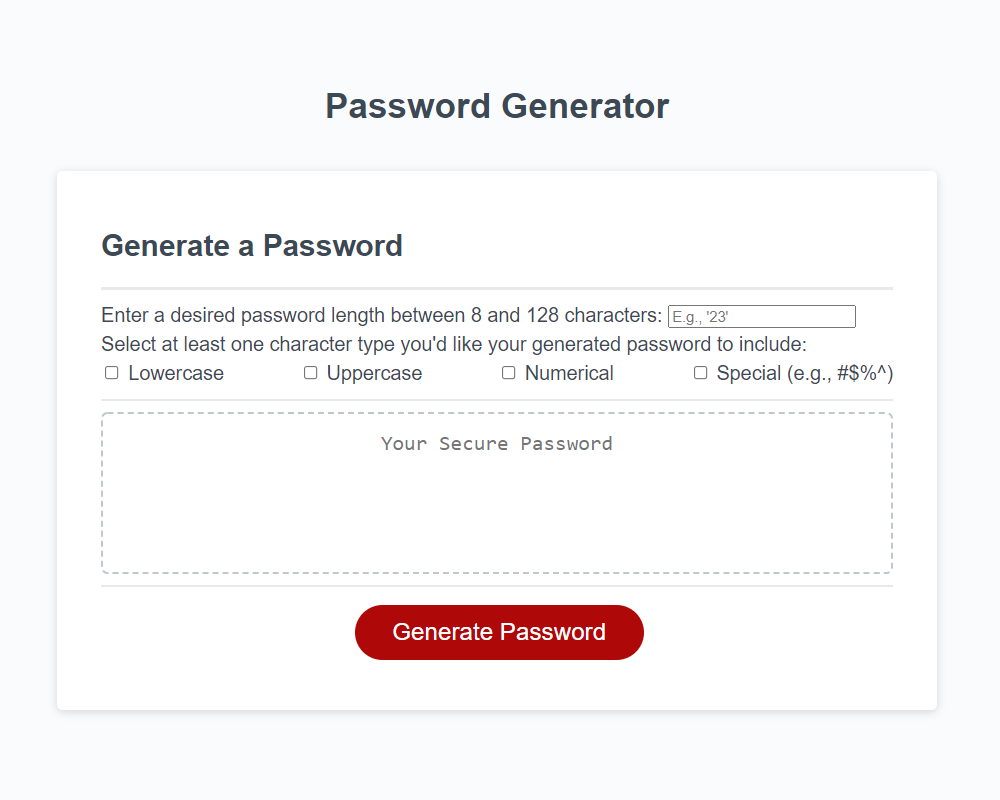 Password Generator
Generate a Password
Enter a desired password length between 8 and 128 characters: E.g., '23'
Select at least one character type you'd like your generated password to include:
Lowercase Uppercase Numerical Special (e.g., #$%^)
Your Secure Password
Generate Password